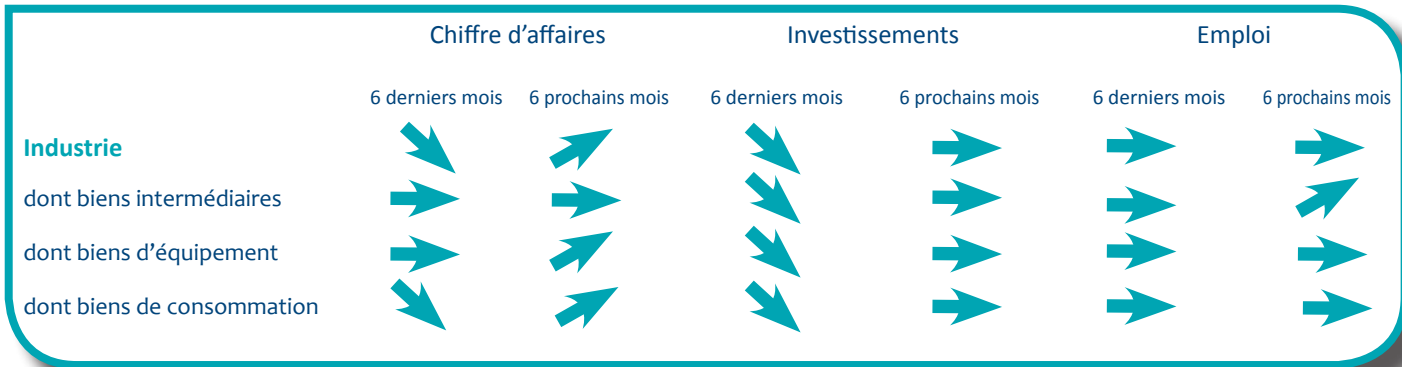 Chiffre d'affaires Investissements Emploi
6 derniers mois 6 prochains mois 6 derniers mois 6 prochains mois 6 derniers mois 6 prochains mois
Industrie
dont biens intermédiaires
dont biens d'équipement
dont biens de consommation